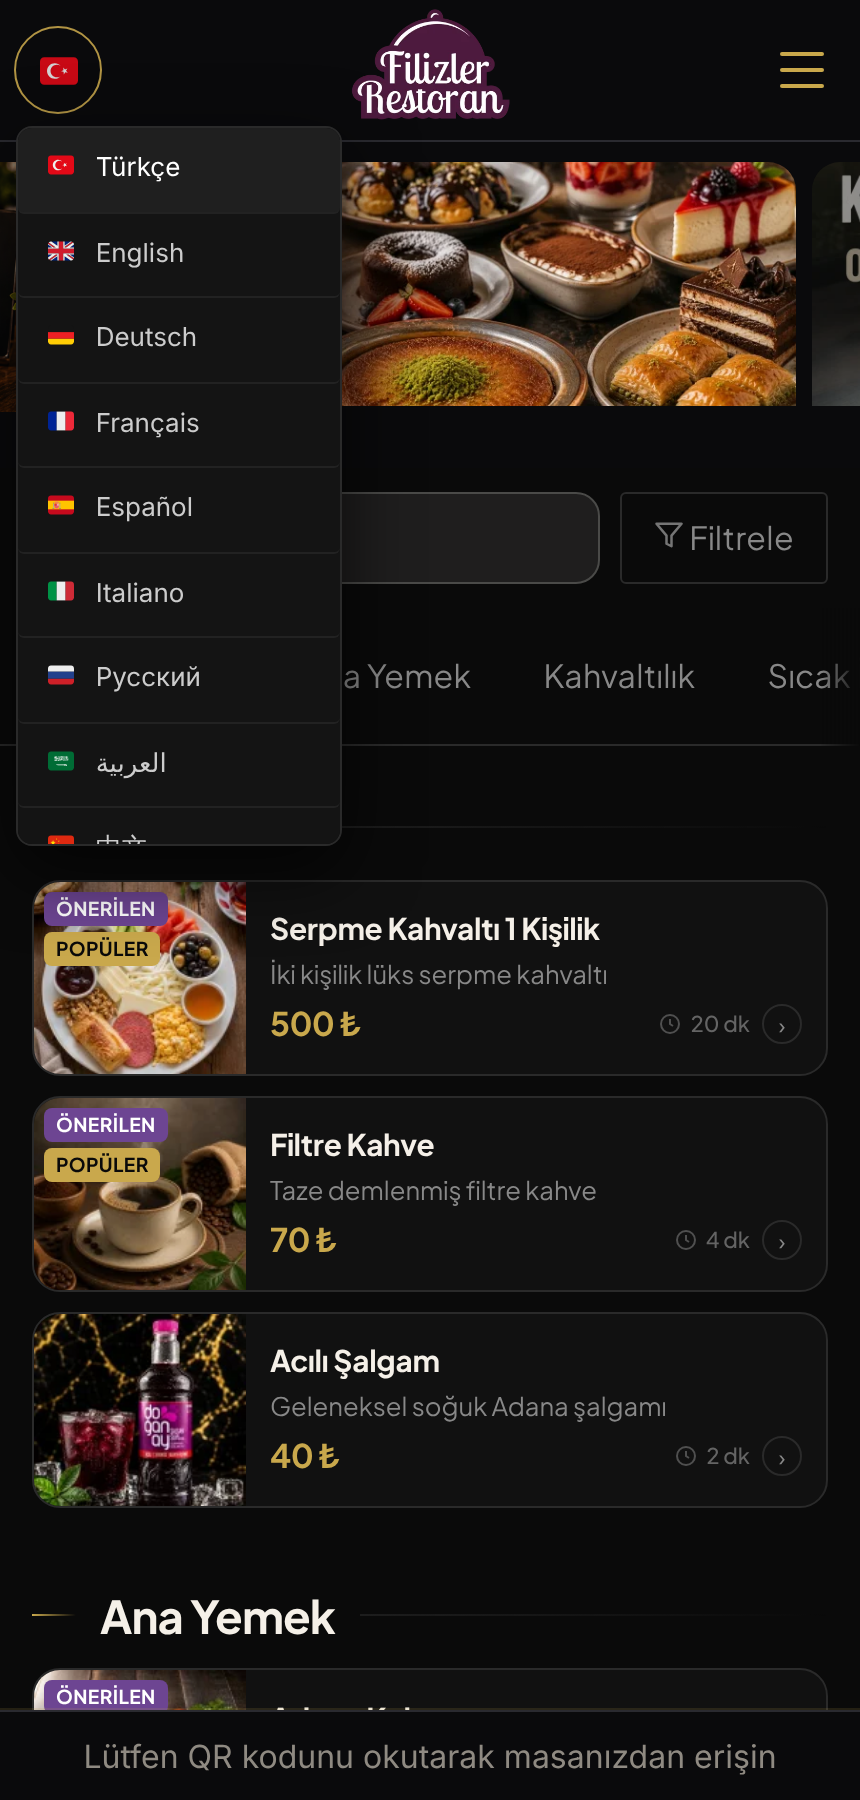 Filizler
Restoran
Türkçe
English
Deutsch
Français
Español
Italiano
Русский
العربية
中文
K
Filtrele
a Yemek
Kahvaltılık
Sıcak
ÖNERİLEN
POPÜLER
Serpme Kahvaltı 1 Kişilik
İki kişilik lüks serpme kahvaltı
500 ₺
20 dk
ÖNERİLEN
POPÜLER
Filtre Kahve
Taze demlenmiş filtre kahve
70 ₺
4 dk
doğanay
Acılı Şalgam
Geleneksel soğuk Adana şalgamı
40 ₺
2 dk
Ana Yemek
ÖNERİLEN
Lütfen QR kodunu okutarak masanızdan erişin